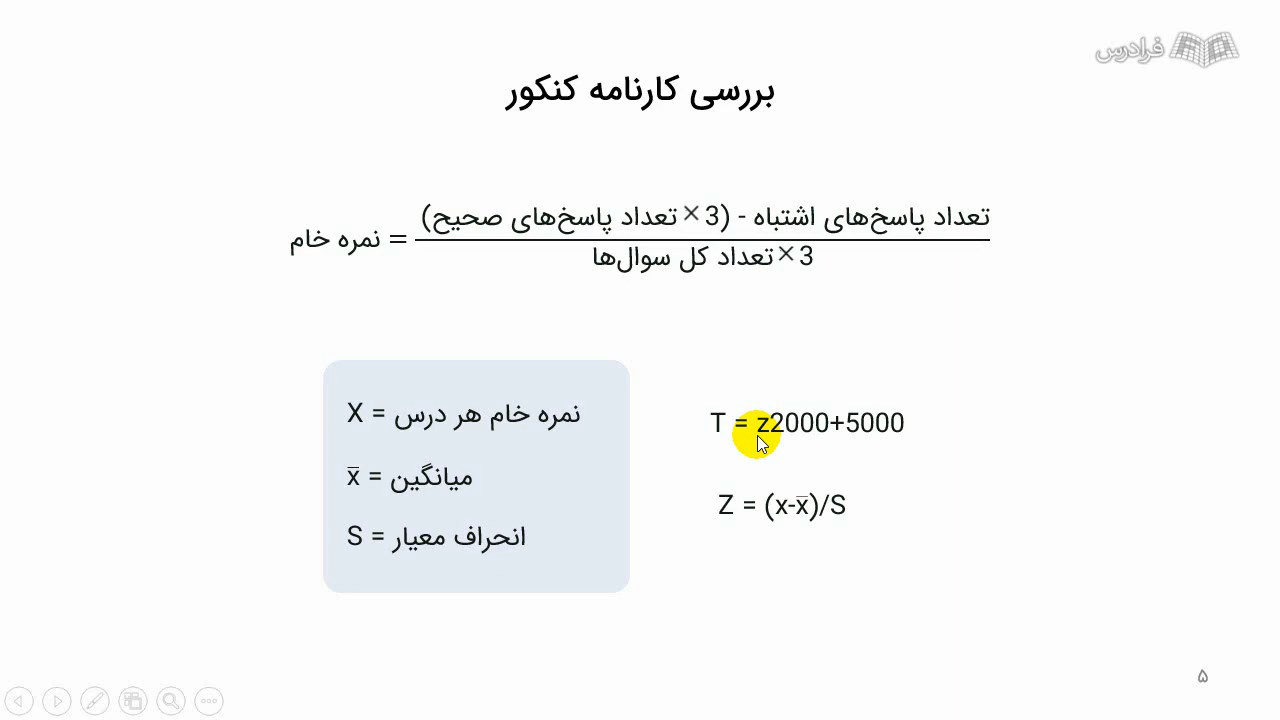 فرادرس
بررسی کارنامه کنکور
نمره خام = (تعداد پاسخ‌های صحیح × 3) - تعداد پاسخ‌های اشتباه
تعداد کل سوال‌ها × 3
X = نمره خام هر درس
x̄ = میانگین
S = انحراف معیار
T = z2000+5000
Z = (x-x̄)/S
۵